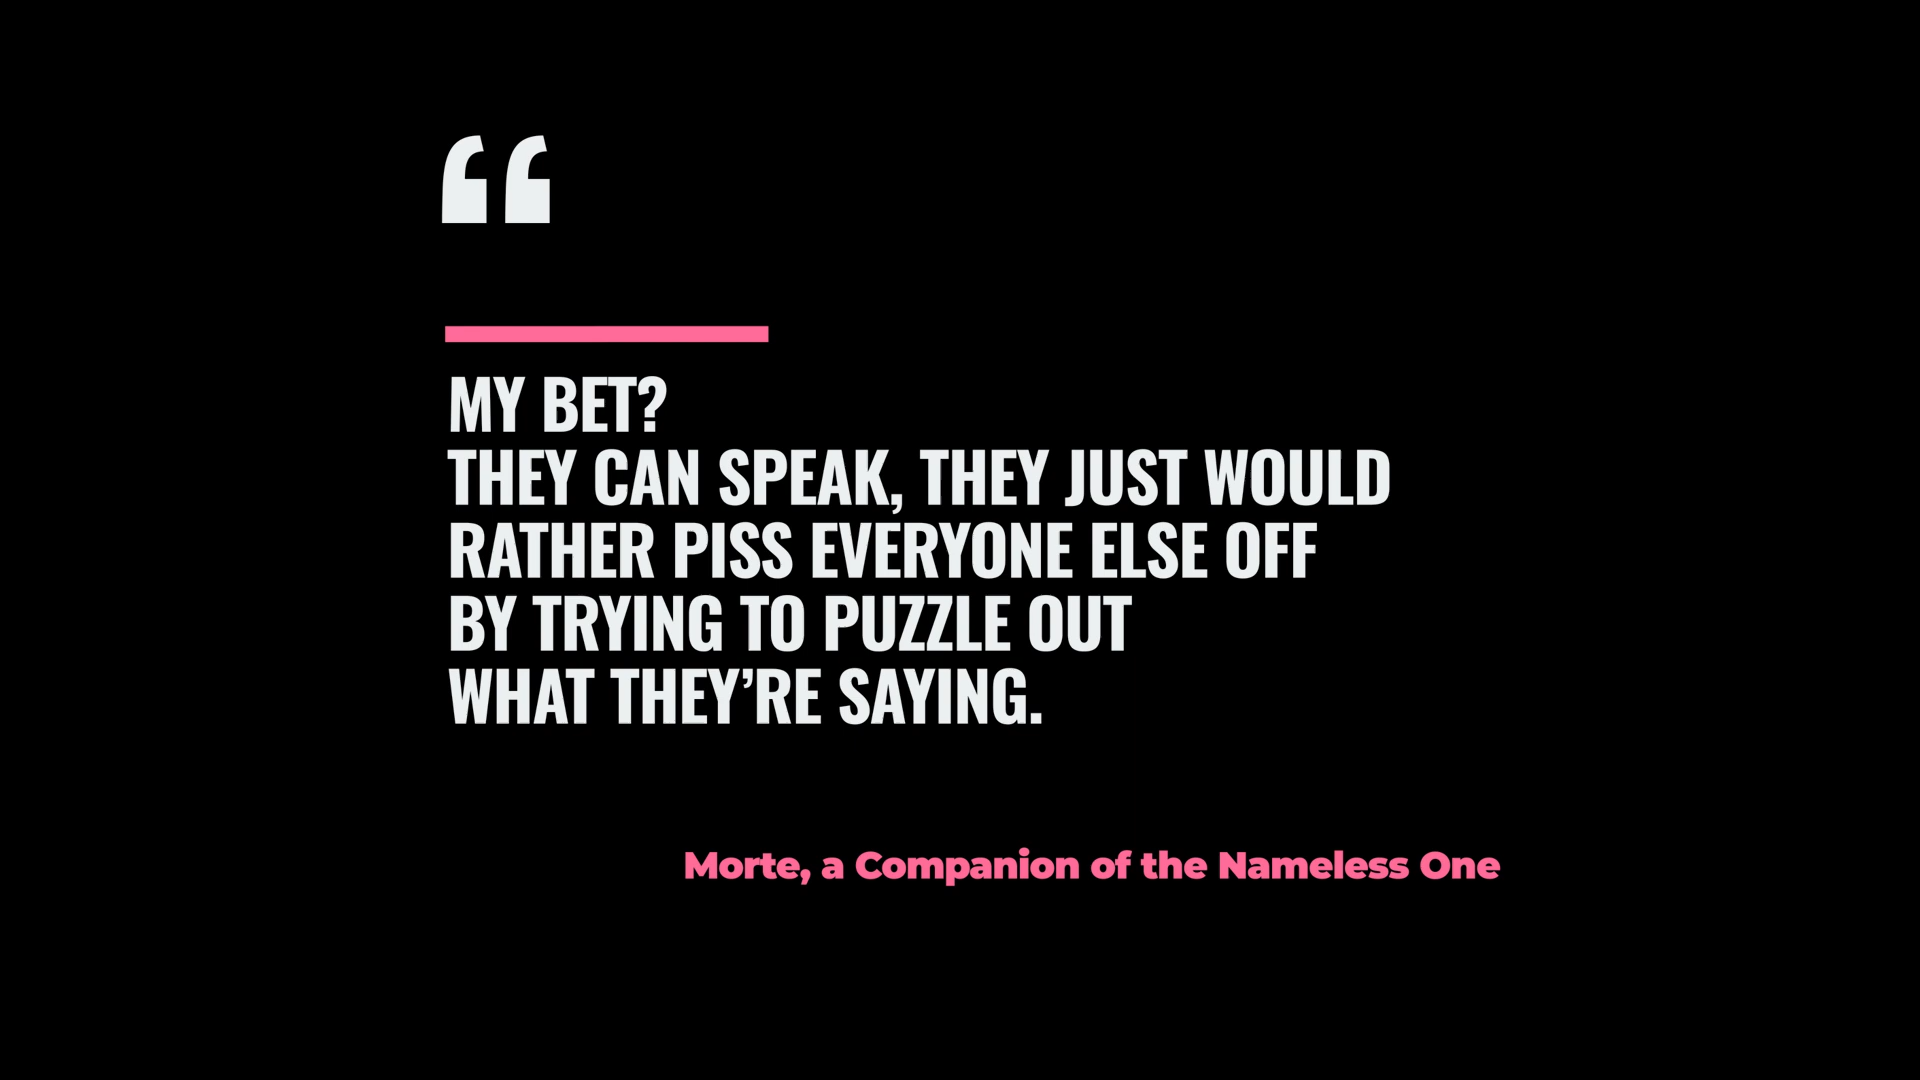 “
MY BET?
THEY CAN SPEAK, THEY JUST WOULD
RATHER PISS EVERYONE ELSE OFF
BY TRYING TO PUZZLE OUT
WHAT THEY’RE SAYING.
Morte, a Companion of the Nameless One